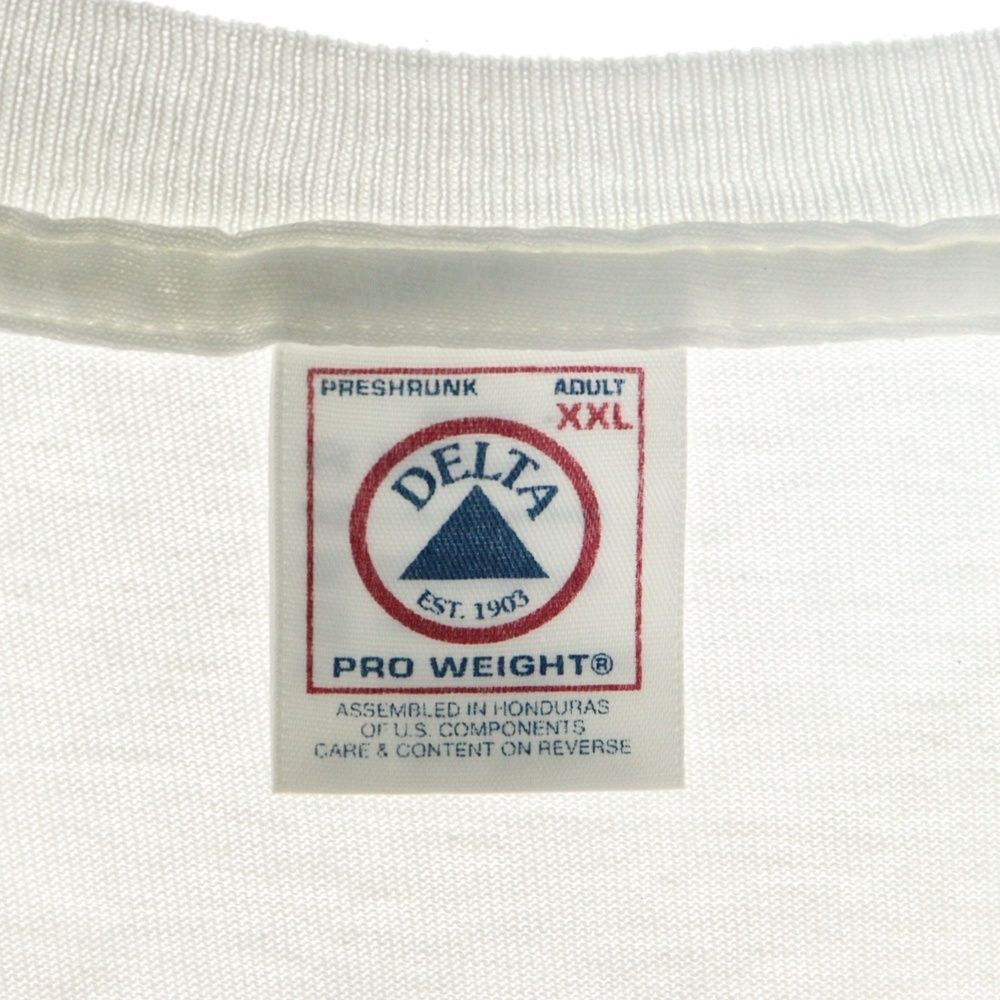 PRESHRUNK ADULT
XXL
DELTA
EST. 1903
PRO WEIGHT®
ASSEMBLED IN HONDURAS
OF U.S. COMPONENTS
CARE & CONTENT ON REVERSE